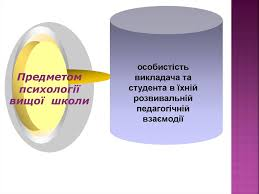 Предметом
психології
вищої школи
особистість
викладача та
студента в їхній
розвивальній
педагогічній
взаємодії